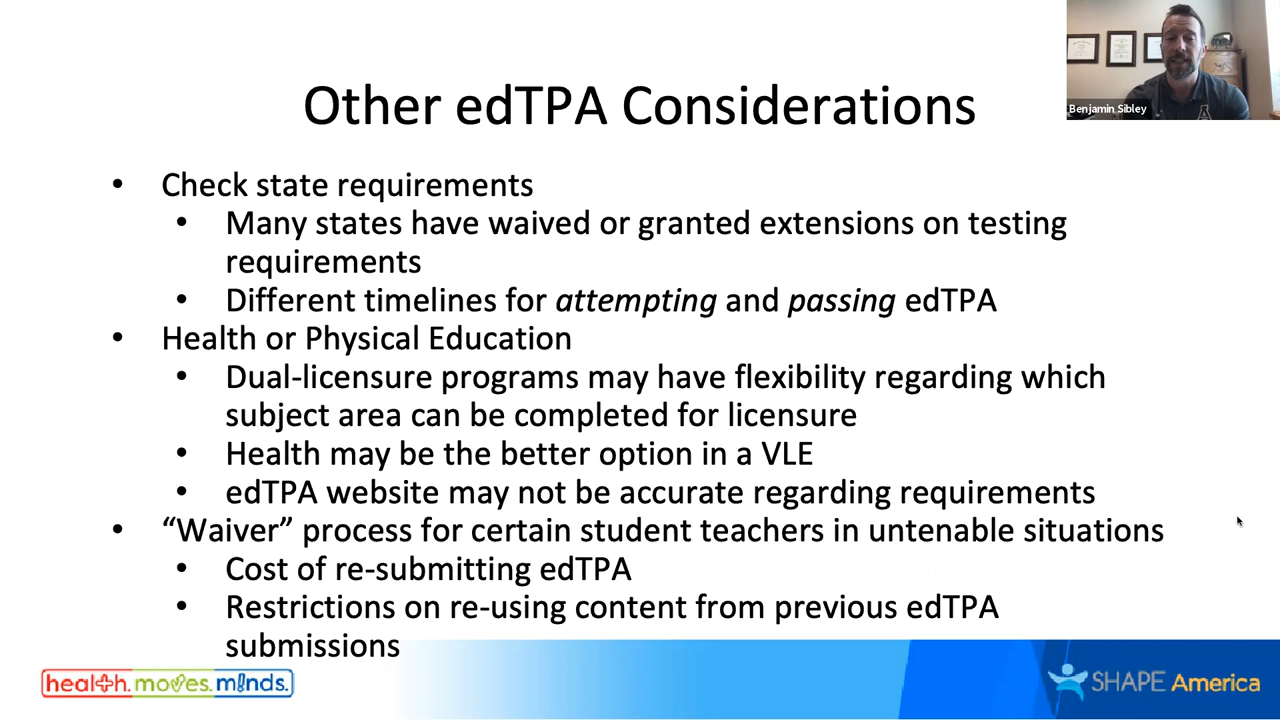 Benjamin Sibley
Other edTPA Considerations
• Check state requirements
• Many states have waived or granted extensions on testing
requirements
• Different timelines for attempting and passing edTPA
• Health or Physical Education
• Dual-licensure programs may have flexibility regarding which
subject area can be completed for licensure
• Health may be the better option in a VLE
• edTPA website may not be accurate regarding requirements
• “Waiver” process for certain student teachers in untenable situations
• Cost of re-submitting edTPA
• Restrictions on re-using content from previous edTPA
submissions
health.moves.minds.
SHAPE America